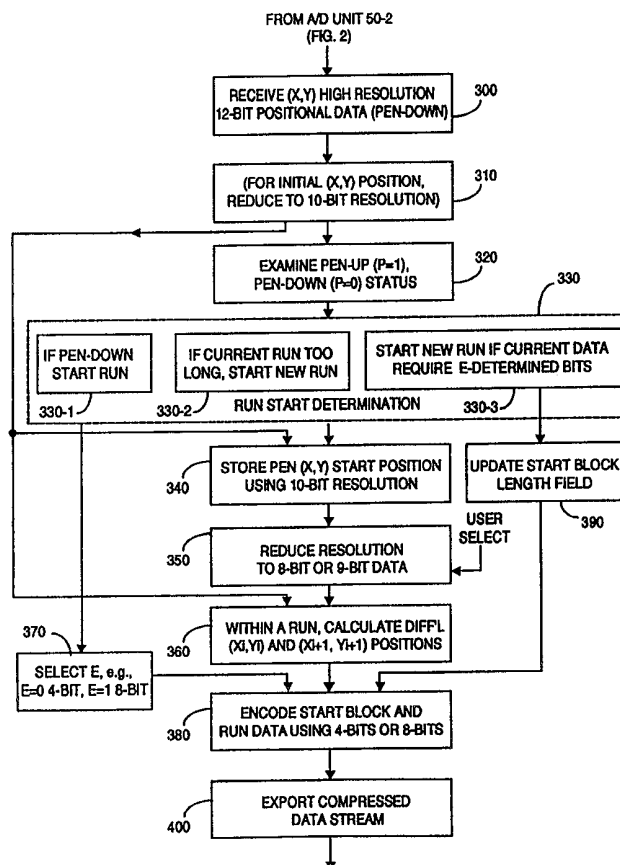 FROM A/D UNIT 50-2
(FIG. 2)
RECEIVE (X,Y) HIGH RESOLUTION
12-BIT POSITIONAL DATA (PEN-DOWN)
300
(FOR INITIAL (X,Y) POSITION,
REDUCE TO 10-BIT RESOLUTION)
310
EXAMINE PEN-UP (P=1),
PEN-DOWN (P=0) STATUS
320
330
IF PEN-DOWN
START RUN
330-1
IF CURRENT RUN TOO
LONG, START NEW RUN
330-2
START NEW RUN IF CURRENT DATA
REQUIRE E-DETERMINED BITS
330-3
RUN START DETERMINATION
STORE PEN (X,Y) START POSITION
USING 10-BIT RESOLUTION
340
UPDATE START BLOCK
LENGTH FIELD
390
USER
SELECT
350
REDUCE RESOLUTION
TO 8-BIT OR 9-BIT DATA
WITHIN A RUN, CALCULATE DIFF'L
(Xi,Yi) AND (Xi+1, Yi+1) POSITIONS
360
370
SELECT E, e.g.,
E=0 4-BIT, E=1 8-BIT
ENCODE START BLOCK AND
RUN DATA USING 4-BITS OR 8-BITS
380
EXPORT COMPRESSED
DATA STREAM
400